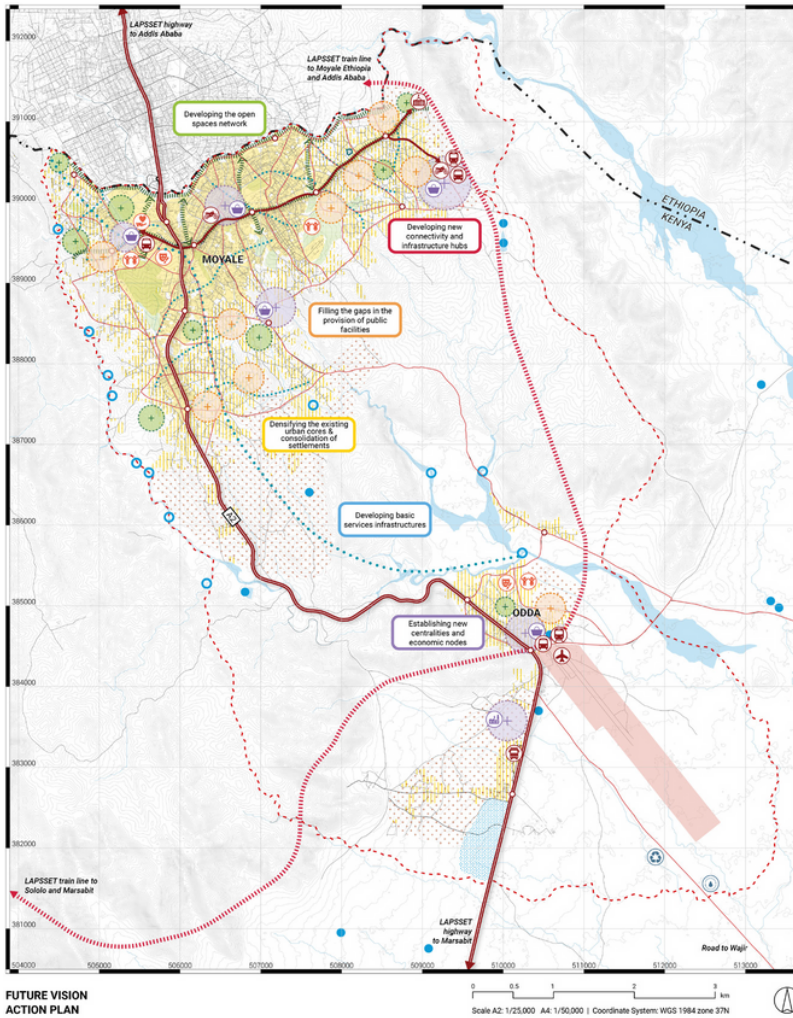 LAPSSET highway
to Addis Ababa
392000
LAPSSET train line
to Moyale Ethiopia
and Addis Ababa
391000
Developing the open
spaces network
390000
ETHIOPIA
KENYA
Developing new
connectivity and
infrastructure hubs
MOYALE
389000
Filling the gaps in the
provision of public
facilities
388000
Densifying the existing
urban cores &
consolidation of
settlements
387000
A2
Developing basic
services infrastructures
386000
385000
ODDA
Establishing new
centralities and
economic nodes
384000
383000
382000
LAPSSET train line to
Sololo and Marsabit
381000
LAPSSET
highway
to Marsabit
Road to Wajir
504000 505000 506000 507000 508000 509000 510000 511000 512000 513000
FUTURE VISION
ACTION PLAN
0 0.5 1 2 3
km
Scale A2: 1/25,000 A4: 1/50,000 | Coordinate System: WGS 1984 zone 37N